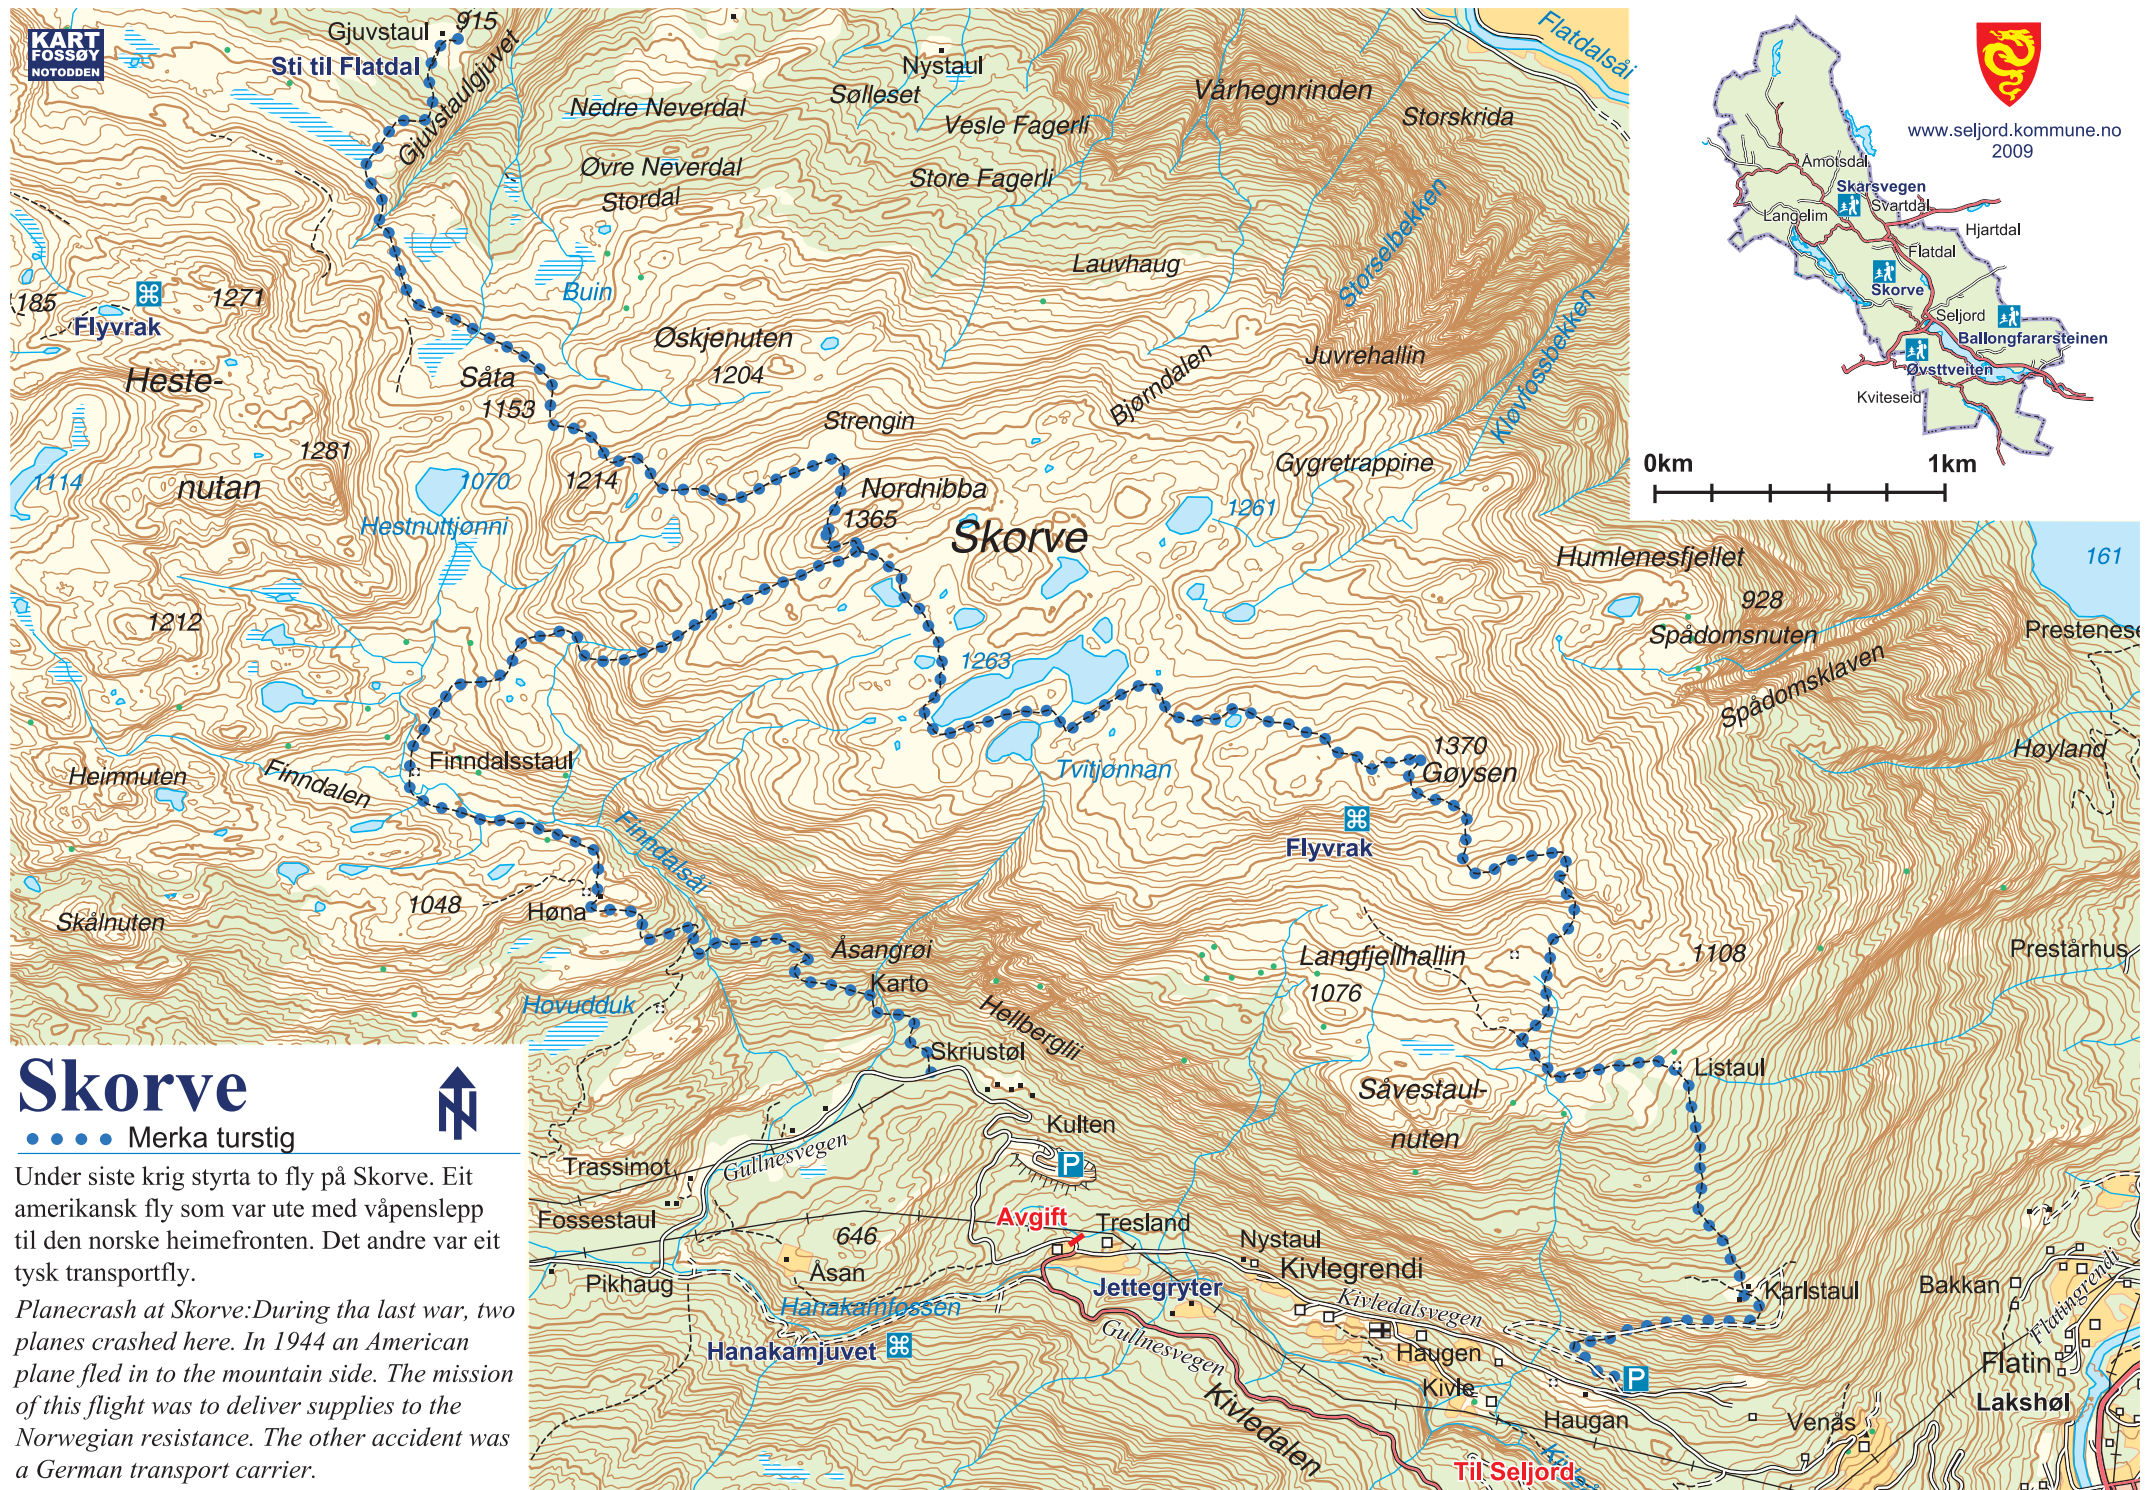 KART
FOSSØY
NOTODDEN
Gjuvstaul
915
Sti til Flatdal
Gjuvstaulgjuvet
Nedre Neverdal
Øvre Neverdal
Stordal
Nystaul
Sølleset
Vesle Fagerli
Store Fagerli
Vårhegnrinden
Storskrida
Flatdalsåi
Storselbekken
Kløvfossbekken
Lauvhaug
Juvrehallin
Bjørndalen
Gygretrappine
Buin
Øskjenuten
1204
Strengin
Såta
1153
1214
1185
Flyvrak
1271
Heste-
nutan
1281
1114
1070
Hestnuttjønni
Nordnibba
1365
Skorve
1261
1263
Humlenesfjellet
928
Spådomsnuten
Spådomsklaven
161
Høyland
Prestårhus
1212
Heimnuten
Finndalen
Finndalsstaul
Finndalsåi
Tvitjønnan
1370
Gøysen
Flyvrak
Skålnuten
1048
Høna
Hovudduk
Åsangrøi
Karto
Hellberglii
Skriustøl
Langfjellhallin
1076
1108
Såvestaul-
nuten
Listaul
Kulten
P
Trassimot
Gullnesvegen
Fossestaul
646
Åsan
Pikhaug
Hanakamfossen
Hanakamjuvet
Avgift
Tresland
Jettegryter
Gullnesvegen
Nystaul
Kivlegrendi
Kivledalsvegen
Haugen
Kivle
Kivledalen
Haugan
P
Karlstaul
Venås
Bakkan
Flatingrendi
Flatin
Lakshøl
Til Seljord
www.seljord.kommune.no
2009
Åmotsdal
Skarsvegen
Svartdal
Langelim
Hjartdal
Flatdal
Skorve
Seljord
Ballongfararsteinen
Øvsttveiten
Kviteseid
0km 1km
Skorve
N
Merka turstig
Under siste krig styrta to fly på Skorve. Eit
amerikansk fly som var ute med våpenslepp
til den norske heimefronten. Det andre var eit
tysk transportfly.
Planecrash at Skorve:During tha last war, two
planes crashed here. In 1944 an American
plane fled in to the mountain side. The mission
of this flight was to deliver supplies to the
Norwegian resistance. The other accident was
a German transport carrier.